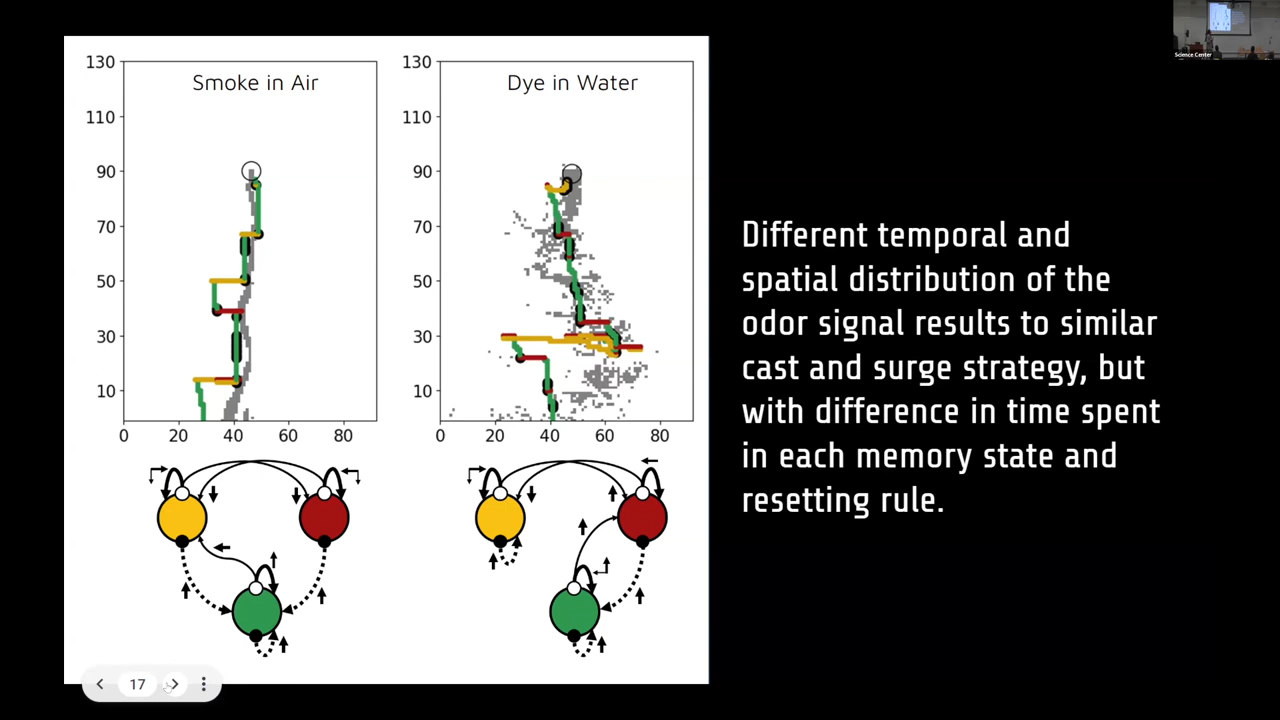 Science Center
Smoke in Air
130
110
90
70
50
30
10
0
20
40
60
80
Dye in Water
130
110
90
70
50
30
10
0
20
40
60
80
Different temporal and
spatial distribution of the
odor signal results to similar
cast and surge strategy, but
with difference in time spent
in each memory state and
resetting rule.
17